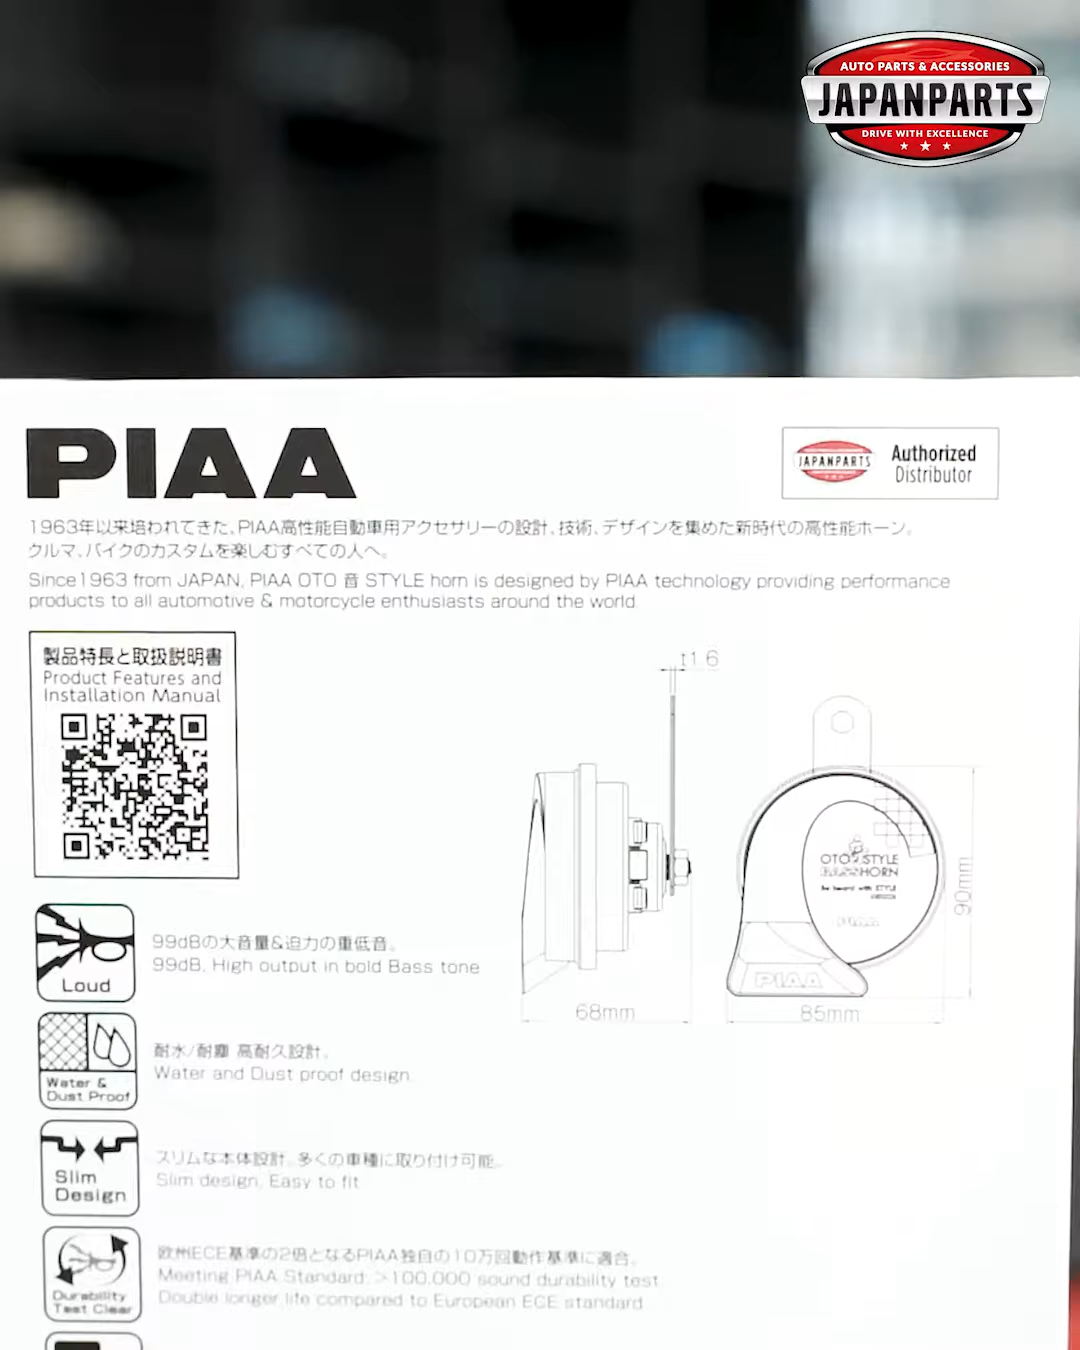 AUTO PARTS & ACCESSORIES
JAPANPARTS
DRIVE WITH EXCELLENCE
PIAA
JAPANPARTS
Authorized
Distributor
1963年以来培われてきた、PIAA高性能自動車用アクセサリーの設計、技術、デザインを集めた新時代の高性能ホーン。
クルマ、バイクのカスタムを楽しむすべての人へ。
Since1963 from JAPAN, PIAA OTO 音 STYLE horn is designed by PIAA technology providing performance
products to all automotive & motorcycle enthusiasts around the world
製品特長と取扱説明書
Product Features and
Installation Manual
t1.6
OTO STYLE
BASSHORN
be heard with STYLE
PIAA
PIAA
90mm
68mm
85mm
Loud
99dBの大音量&迫力の重低音。
99dB, High output in bold Bass tone
Water &
Dust Proof
耐水/耐塵 高耐久設計。
Water and Dust proof design
Slim
Design
スリムな本体設計。多くの車種に取り付け可能。
Slim design, Easy to fit
Durability
Test Clear
欧州ECE基準の2倍となるPIAA独自の10万回動作基準に適合。
Meeting PIAA Standard, >100,000 sound durability test
Double longer life compared to European ECE standard